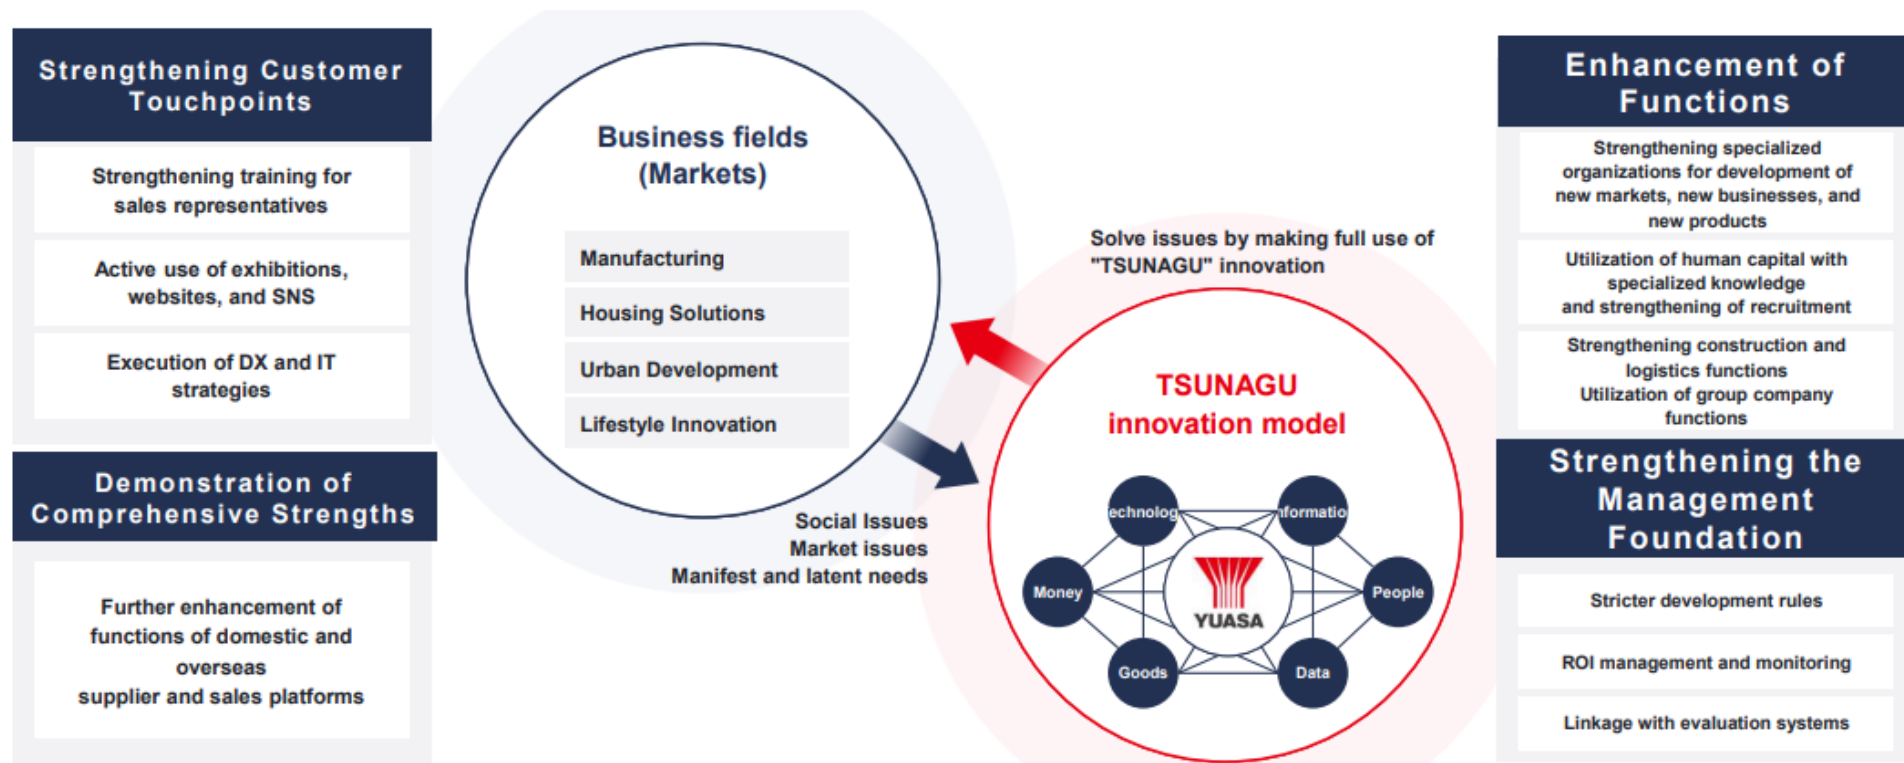 Strengthening Customer
Touchpoints
Strengthening training for
sales representatives
Active use of exhibitions,
websites, and SNS
Execution of DX and IT
strategies
Demonstration of
Comprehensive Strengths
Further enhancement of
functions of domestic and
overseas
supplier and sales platforms
Business fields
(Markets)
Manufacturing
Housing Solutions
Urban Development
Lifestyle Innovation
Social Issues
Market issues
Manifest and latent needs
Solve issues by making full use of
"TSUNAGU" innovation
TSUNAGU
innovation model
echnolog
nformation
Money
YUASA
People
Goods
Data
Enhancement of
Functions
Strengthening specialized
organizations for development of
new markets, new businesses, and
new products
Utilization of human capital with
specialized knowledge
and strengthening of recruitment
Strengthening construction and
logistics functions
Utilization of group company
functions
Strengthening the
Management
Foundation
Stricter development rules
ROI management and monitoring
Linkage with evaluation systems